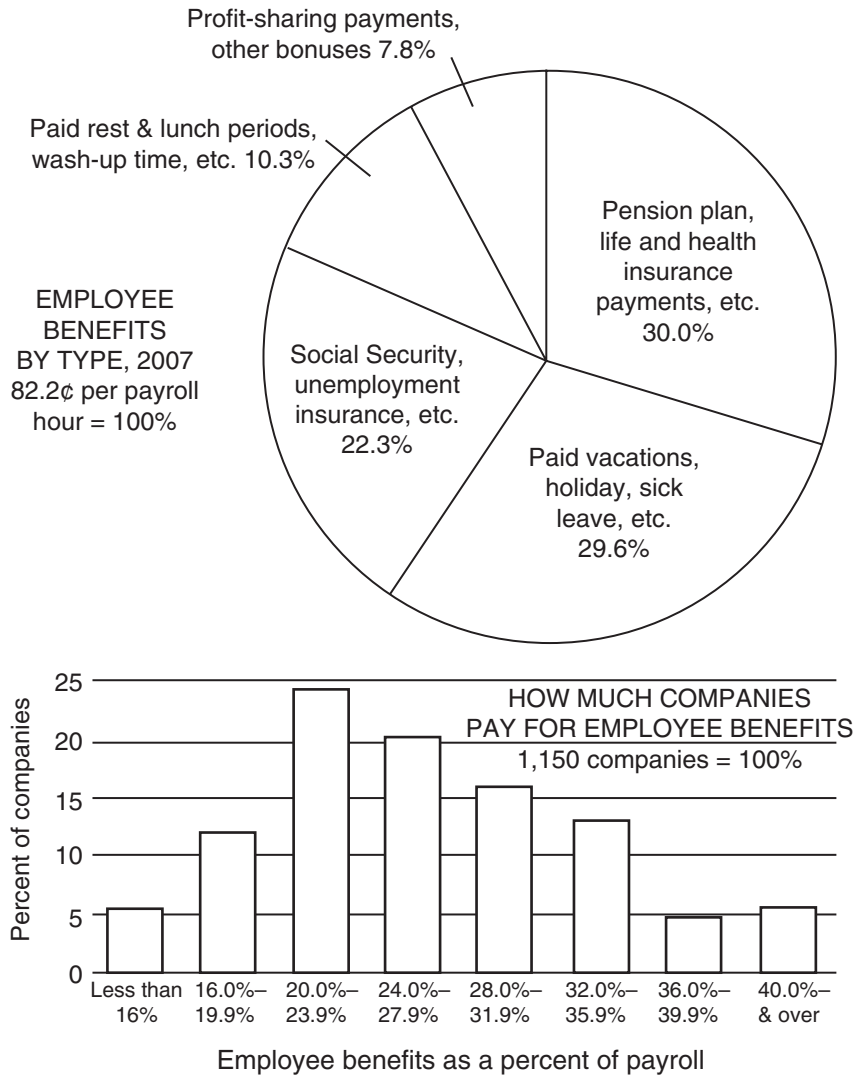 Profit-sharing payments,
other bonuses 7.8%
Paid rest & lunch periods,
wash-up time, etc. 10.3%
Pension plan,
life and health
insurance
payments, etc.
30.0%
EMPLOYEE
BENEFITS
BY TYPE, 2007
82.2¢ per payroll
hour = 100%
Social Security,
unemployment
insurance, etc.
22.3%
Paid vacations,
holiday, sick
leave, etc.
29.6%
HOW MUCH COMPANIES
PAY FOR EMPLOYEE BENEFITS
1,150 companies = 100%
Percent of companies
25
20
15
10
5
0
Less than
16%
16.0%–
19.9%
20.0%–
23.9%
24.0%–
27.9%
28.0%–
31.9%
32.0%–
35.9%
36.0%–
39.9%
40.0%–
& over
Employee benefits as a percent of payroll